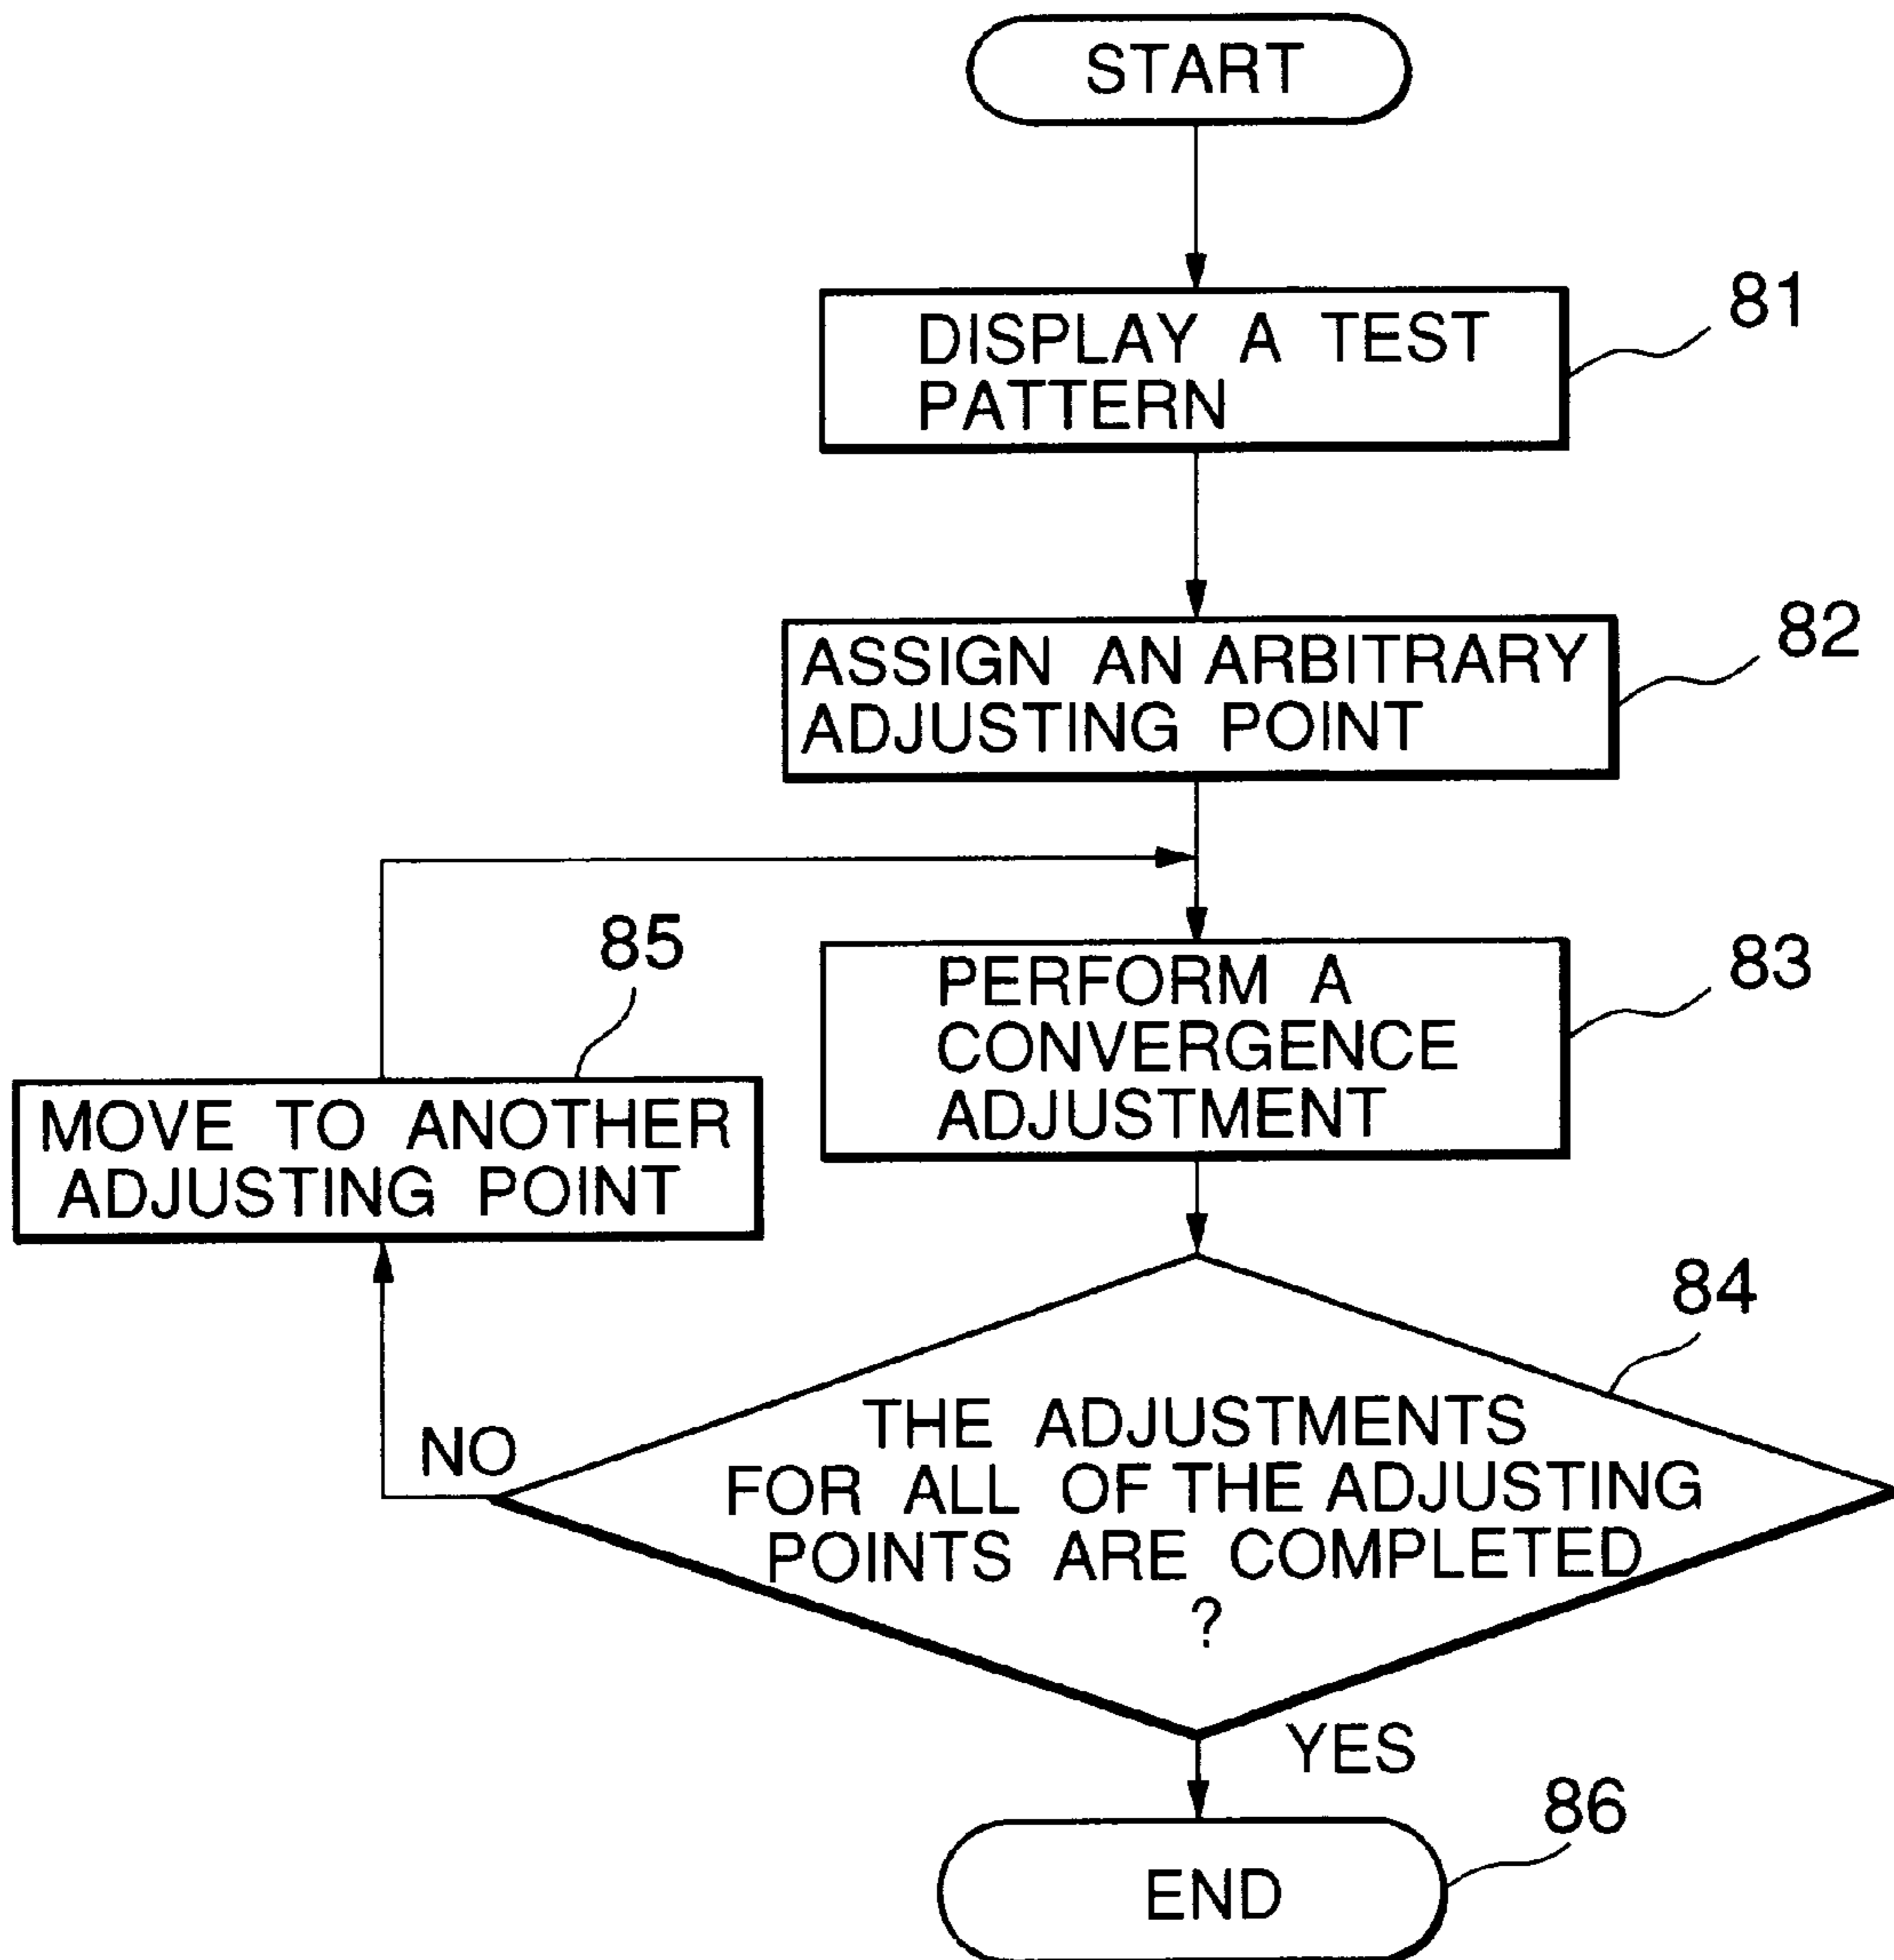 START
81
DISPLAY A TEST
PATTERN
82
ASSIGN AN ARBITRARY
ADJUSTING POINT
83
PERFORM A
CONVERGENCE
ADJUSTMENT
85
MOVE TO ANOTHER
ADJUSTING POINT
84
THE ADJUSTMENTS
FOR ALL OF THE ADJUSTING
POINTS ARE COMPLETED
?
NO
YES
86
END